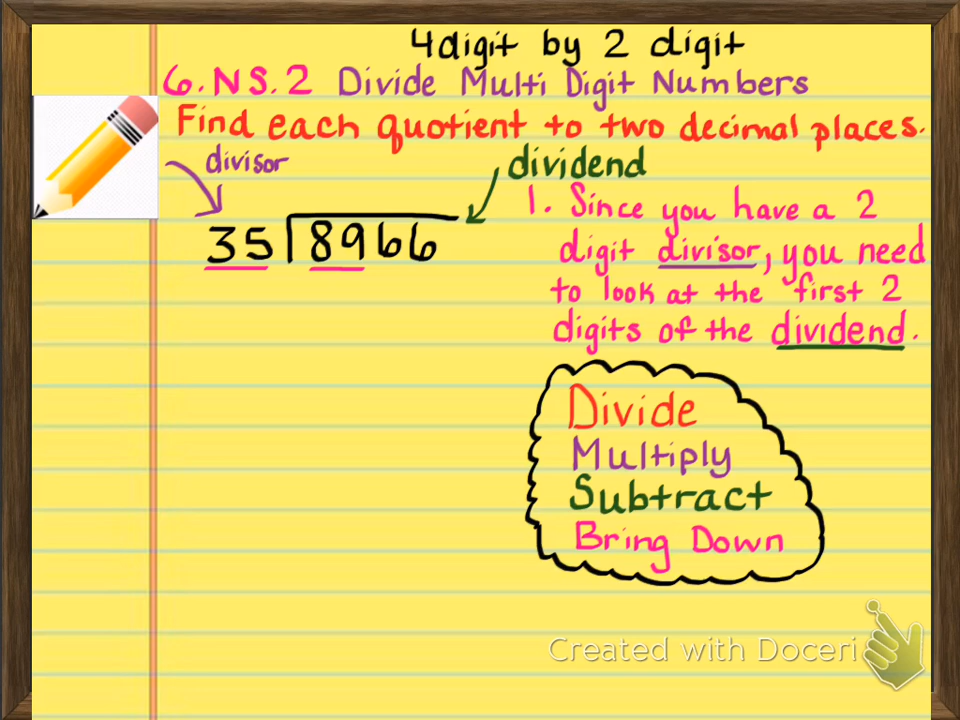 4digit by 2 digit
6.NS.2 Divide Multi Digit Numbers
Find each quotient to two decimal places.
divisor
dividend
35 8966
1. Since you have a 2
digit divisor, you need
to look at the first 2
digits of the dividend.
Divide
Multiply
Subtract
Bring Down
Created with Doceri